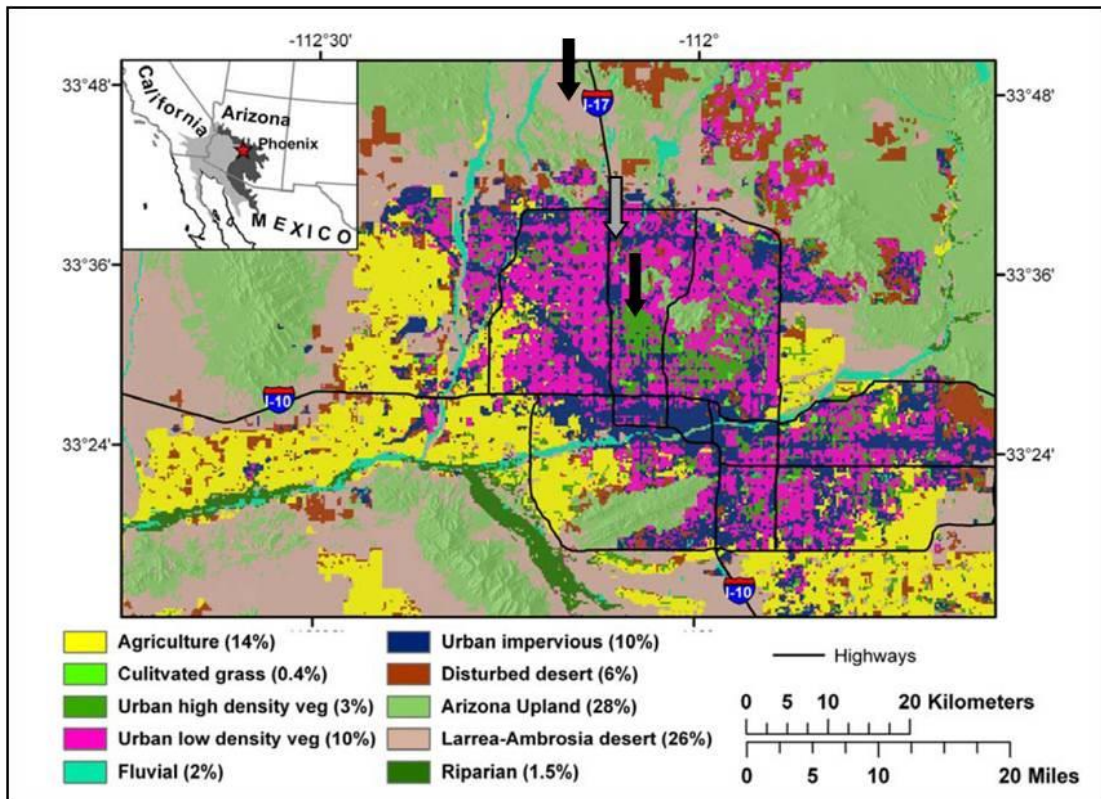 -112°30'
-112°
33°48'
33°48'
California
Arizona
Phoenix
MEXICO
I-17
33°36'
33°36'
I-10
33°24'
33°24'
I-10
Agriculture (14%)
Culitvated grass (0.4%)
Urban high density veg (3%)
Urban low density veg (10%)
Fluvial (2%)
Urban impervious (10%)
Disturbed desert (6%)
Arizona Upland (28%)
Larrea-Ambrosia desert (26%)
Riparian (1.5%)
Highways
0 5 10 20 Kilometers
0 5 10 20 Miles